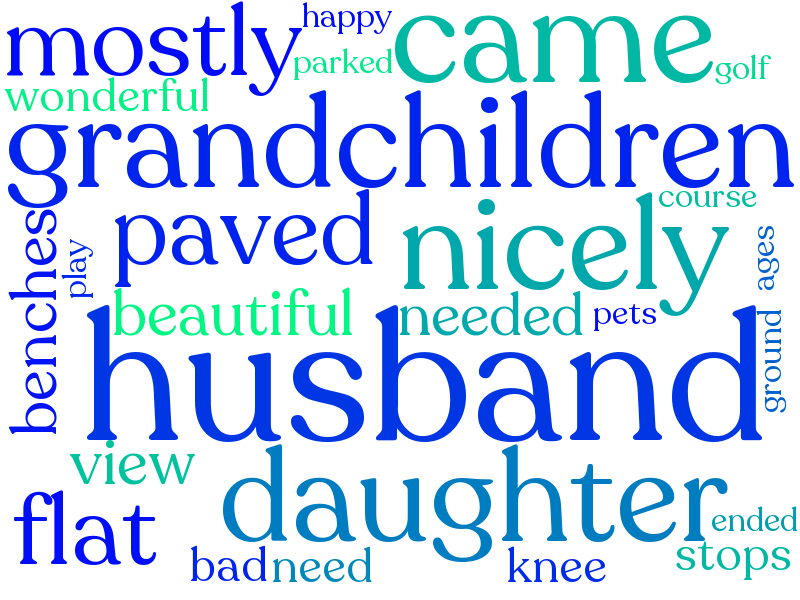 mostly
happy
came
parked
golf
wonderful
grandchildren
paved
nicely
course
benches
play
ages
beautiful
needed
pets
husband
ground
view
daughter
flat
ended
stops
bad
need
knee